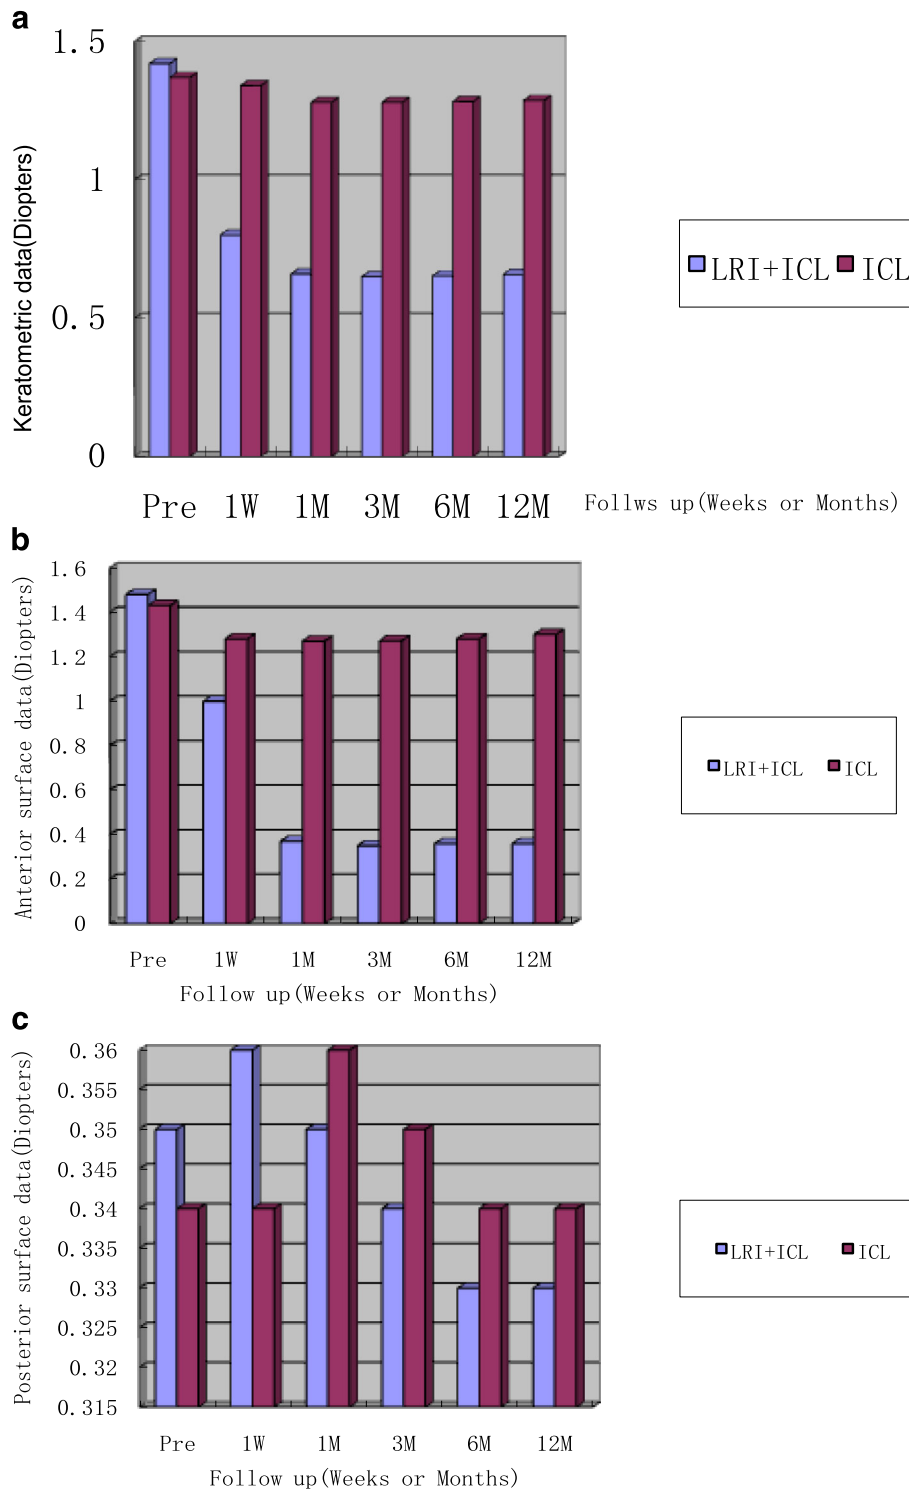 a
1.5
1
0.5
0
Keratometric data(Diopters)
Pre 1W 1M 3M 6M 12M Follws up(Weeks or Months)
LRI+ICL ICL
b
1.6
1.4
1.2
1
0.8
0.6
0.4
0.2
0
Anterior surface data(Diopters)
Pre 1W 1M 3M 6M 12M
Follow up(Weeks or Months)
LRI+ICL ICL
c
0.36
0.355
0.35
0.345
0.34
0.335
0.33
0.325
0.32
0.315
Posterior surface data(Diopters)
Pre 1W 1M 3M 6M 12M
Follow up(Weeks or Months)
LRI+ICL ICL